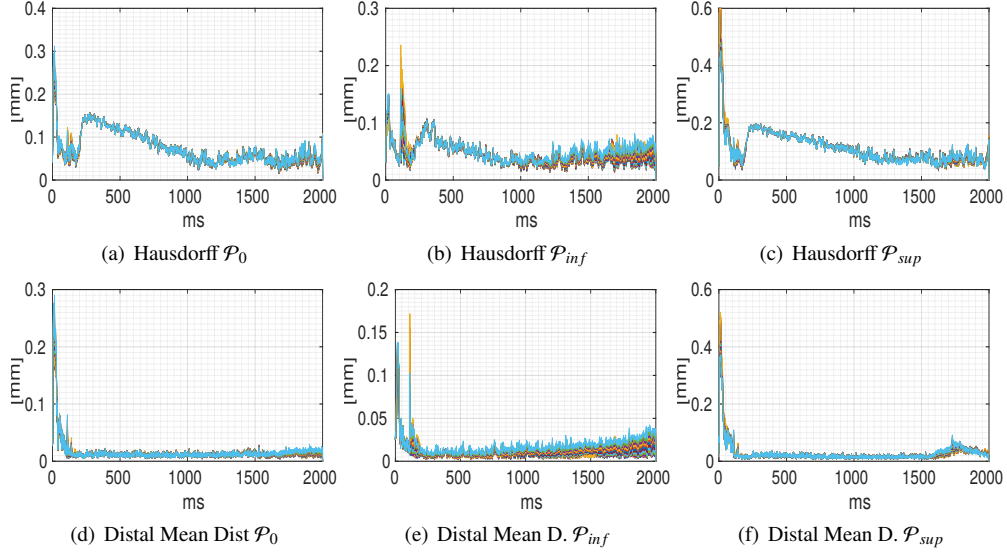 0.4
0.3
0.2
0.1
0
[mm]
0 500 1000 1500 2000
ms
(a) Hausdorff 𝒫0
0.3
0.2
0.1
0
[mm]
0 500 1000 1500 2000
ms
(b) Hausdorff 𝒫inf
0.6
0.4
0.2
0
[mm]
0 500 1000 1500 2000
ms
(c) Hausdorff 𝒫sup
0.3
0.2
0.1
0
[mm]
0 500 1000 1500 2000
ms
(d) Distal Mean Dist 𝒫0
0.2
0.15
0.1
0.05
0
[mm]
0 500 1000 1500 2000
ms
(e) Distal Mean D. 𝒫inf
0.6
0.4
0.2
0
[mm]
0 500 1000 1500 2000
ms
(f) Distal Mean D. 𝒫sup